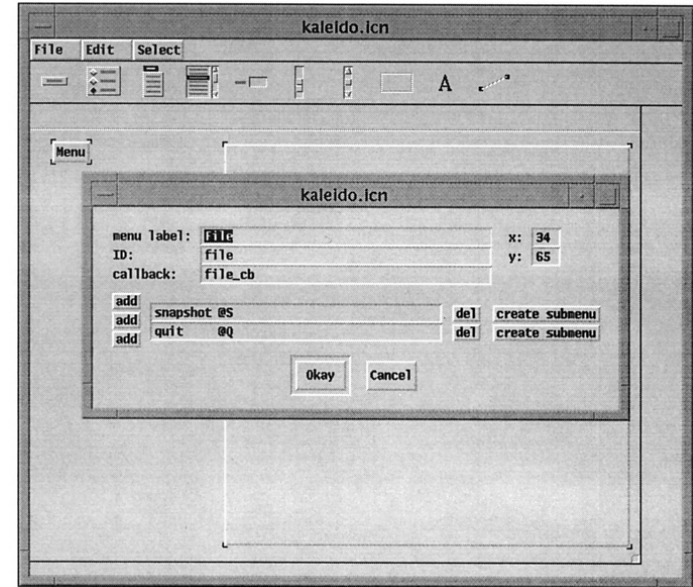 kaleido.icn
File Edit Select
A
Menu
kaleido.icn
menu label: File x: 34
ID: file y: 65
callback: file_cb
add
snapshot @S del create submenu
add
quit @Q del create submenu
add
Okay Cancel